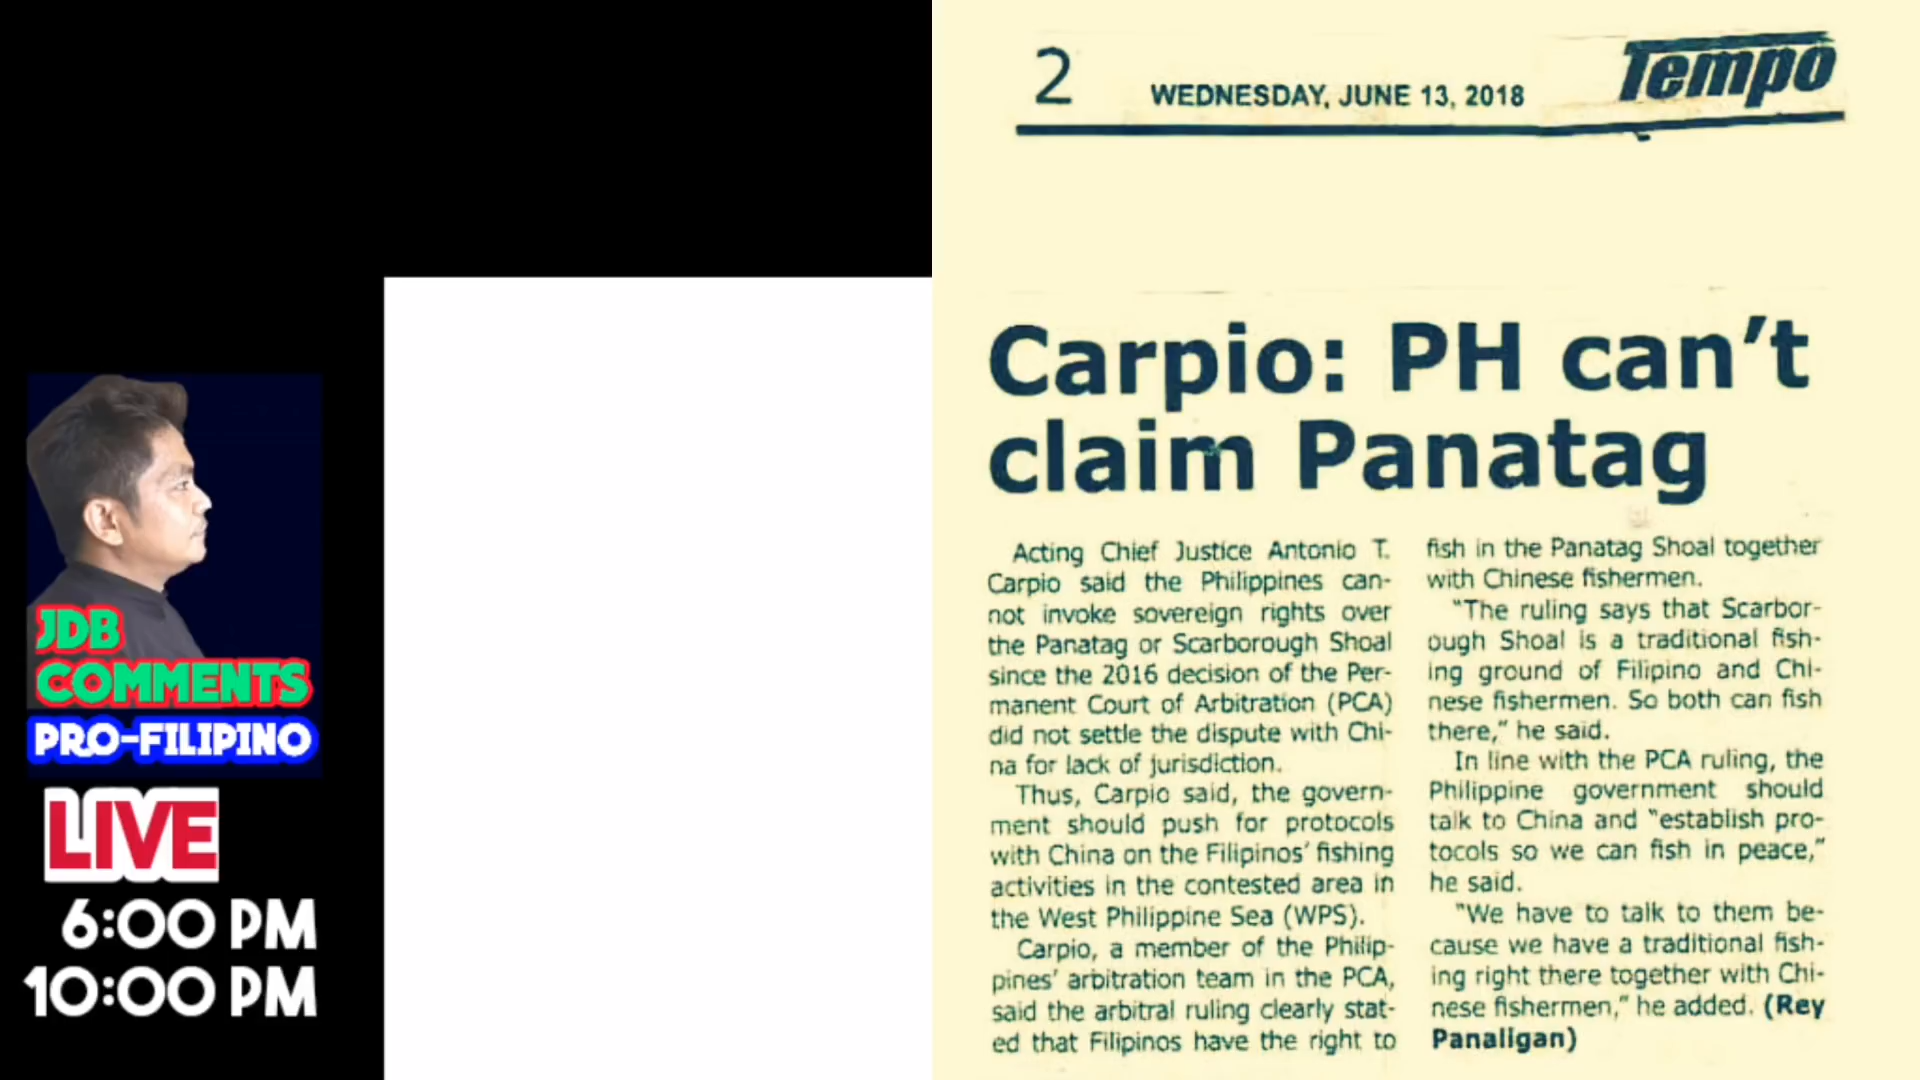 JDB
COMMENTS
PRO-FILIPINO
LIVE
6:00 PM
10:00 PM
2
WEDNESDAY, JUNE 13, 2018
Tempo
Carpio: PH can't
claim Panatag
Acting Chief Justice Antonio T.
Carpio said the Philippines can-
not invoke sovereign rights over
the Panatag or Scarborough Shoal
since the 2016 decision of the Per-
manent Court of Arbitration (PCA)
did not settle the dispute with Chi-
na for lack of jurisdiction.
Thus, Carpio said, the govern-
ment should push for protocols
with China on the Filipinos' fishing
activities in the contested area in
the West Philippine Sea (WPS).
Carpio, a member of the Philip-
pines' arbitration team in the PCA,
said the arbitral ruling clearly stat-
ed that Filipinos have the right to
fish in the Panatag Shoal together
with Chinese fishermen.
"The ruling says that Scarbor-
ough Shoal is a traditional fish-
ing ground of Filipino and Chi-
nese fishermen. So both can fish
there," he said.
In line with the PCA ruling, the
Philippine government should
talk to China and "establish pro-
tocols so we can fish in peace,"
he said.
"We have to talk to them be-
cause we have a traditional fish-
ing right there together with Chi-
nese fishermen," he added. (Rey
Panaligan)